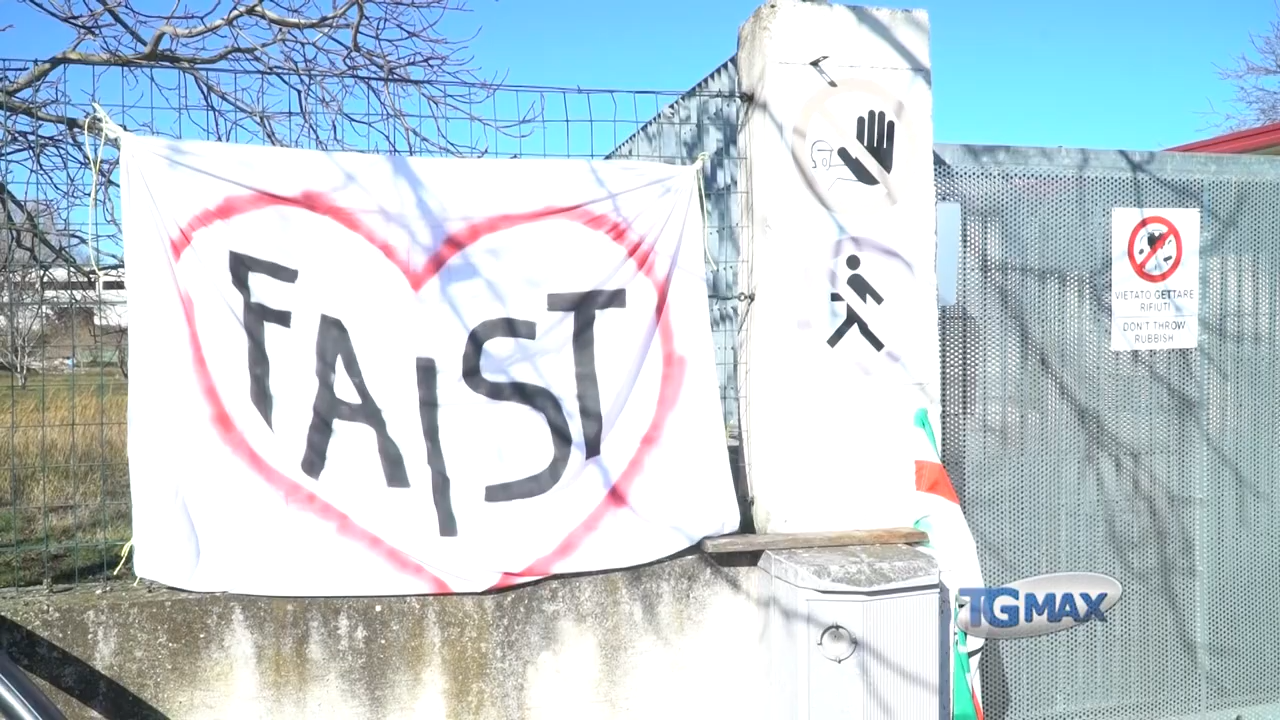 FAIST
VIETATO GETTARE
RIFIUTI
DON'T THROW
RUBBISH
TGMAX